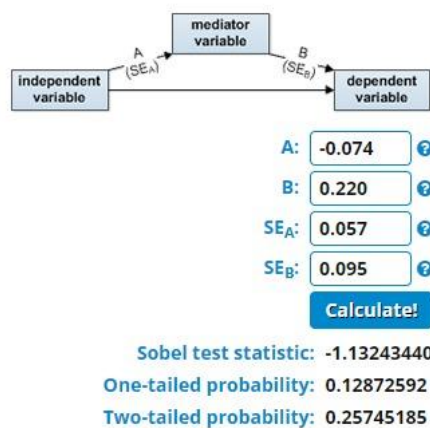 mediator
variable
A
(SEA)
B
(SEB)
independent
variable
dependent
variable
A: -0.074 ?
B: 0.220 ?
SEA: 0.057 ?
SEB: 0.095 ?
Calculate!
Sobel test statistic: -1.13243440
One-tailed probability: 0.12872592
Two-tailed probability: 0.25745185